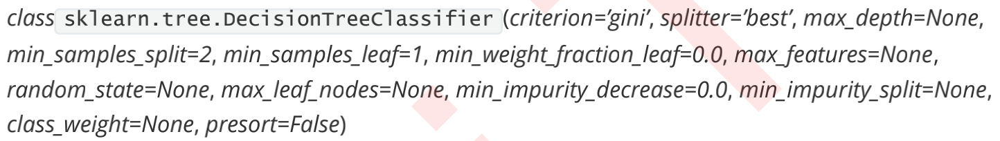 class sklearn.tree.DecisionTreeClassifier (criterion=’gini’, splitter=’best’, max_depth=None,
min_samples_split=2, min_samples_leaf=1, min_weight_fraction_leaf=0.0, max_features=None,
random_state=None, max_leaf_nodes=None, min_impurity_decrease=0.0, min_impurity_split=None,
class_weight=None, presort=False)